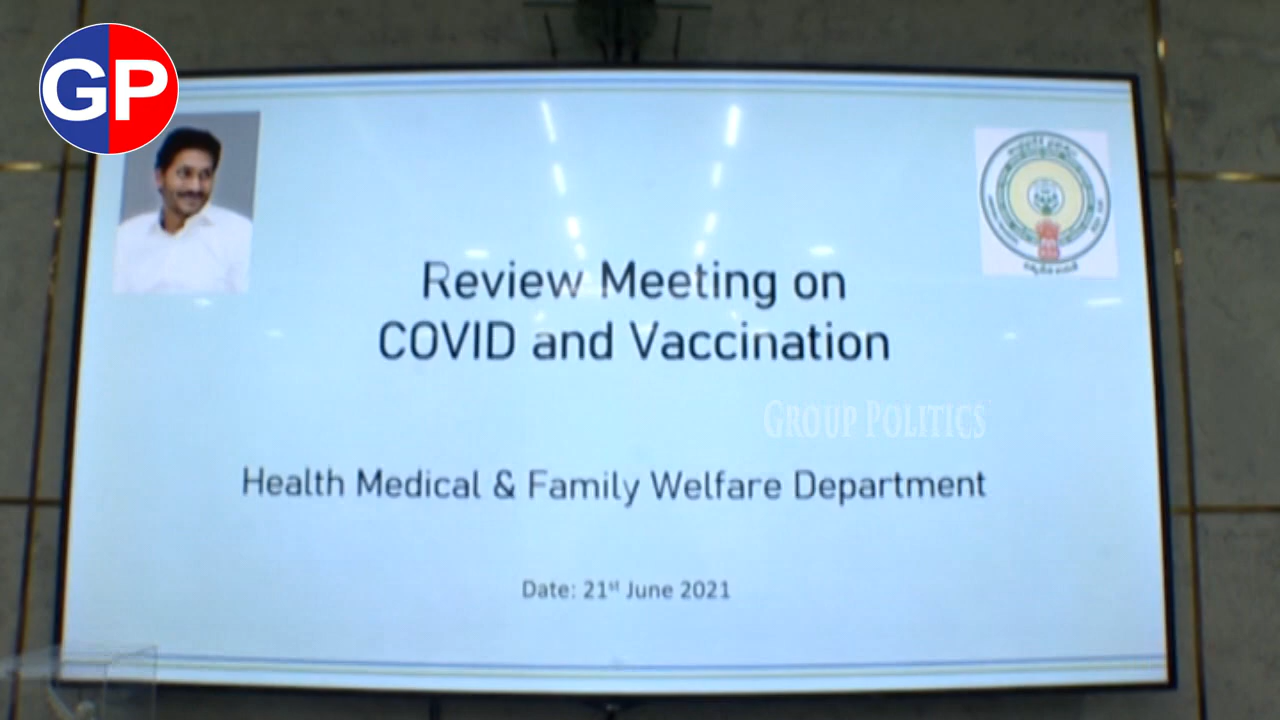 GP
Review Meeting on
COVID and Vaccination
GROUP POLITICS
Health Medical & Family Welfare Department
Date: 21st June 2021